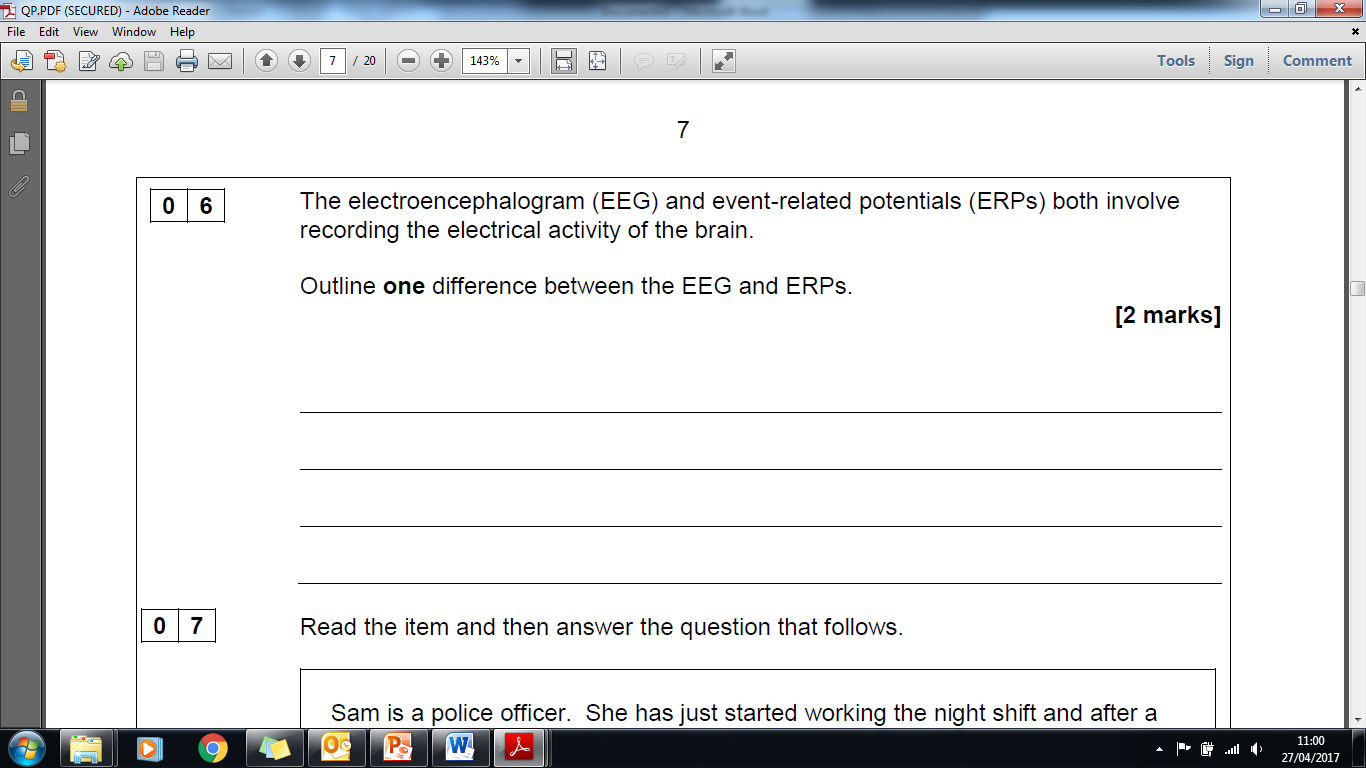 QP.PDF (SECURED) - Adobe Reader
File Edit View Window Help
7 / 20 143% Tools Sign Comment
7
0 6 The electroencephalogram (EEG) and event-related potentials (ERPs) both involve
recording the electrical activity of the brain.
Outline one difference between the EEG and ERPs.
[2 marks]
0 7 Read the item and then answer the question that follows.
Sam is a police officer. She has just started working the night shift and after a
11:00
27/04/2017